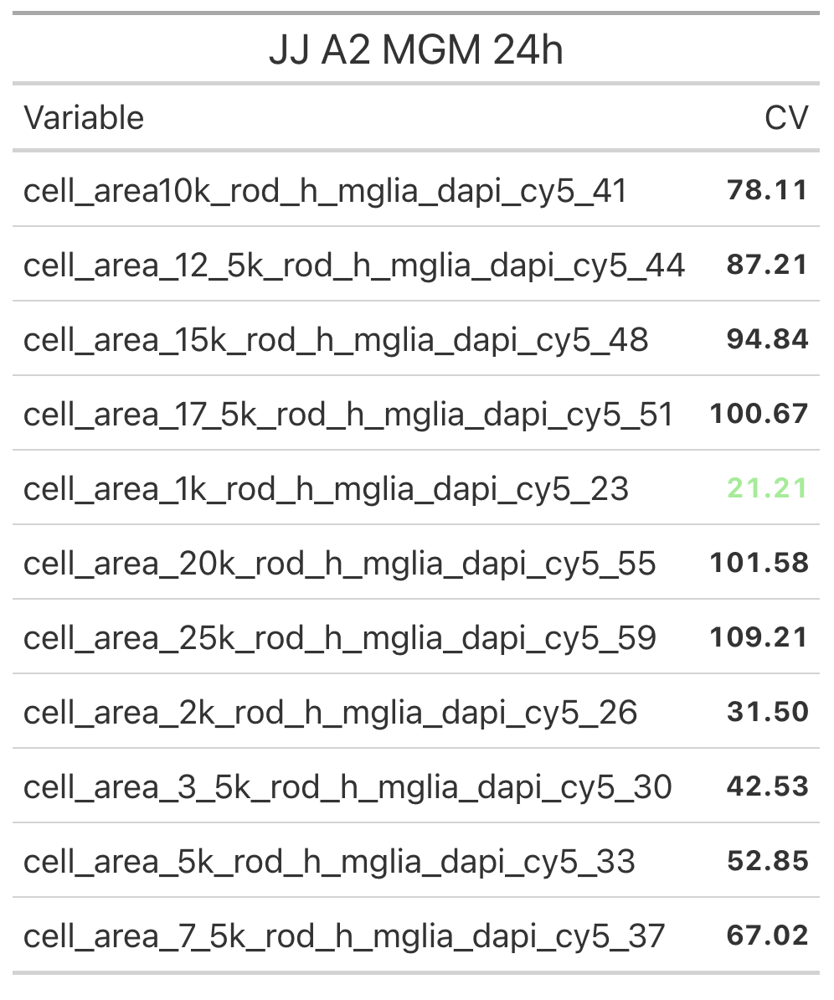 JJ A2 MGM 24h
Variable CV
cell_area10k_rod_h_mglia_dapi_cy5_41 78.11
cell_area_12_5k_rod_h_mglia_dapi_cy5_44 87.21
cell_area_15k_rod_h_mglia_dapi_cy5_48 94.84
cell_area_17_5k_rod_h_mglia_dapi_cy5_51 100.67
cell_area_1k_rod_h_mglia_dapi_cy5_23 21.21
cell_area_20k_rod_h_mglia_dapi_cy5_55 101.58
cell_area_25k_rod_h_mglia_dapi_cy5_59 109.21
cell_area_2k_rod_h_mglia_dapi_cy5_26 31.50
cell_area_3_5k_rod_h_mglia_dapi_cy5_30 42.53
cell_area_5k_rod_h_mglia_dapi_cy5_33 52.85
cell_area_7_5k_rod_h_mglia_dapi_cy5_37 67.02